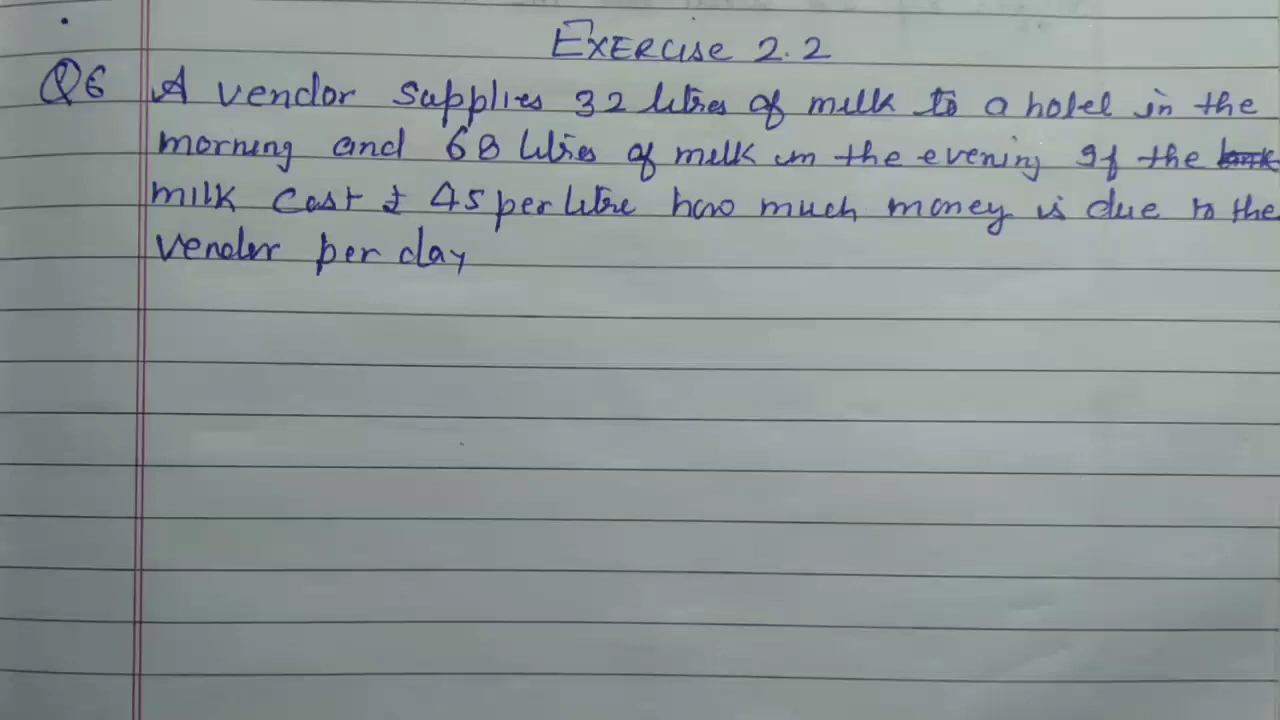 Exercise 2.2
Q6 A vendor supplies 32 litres of milk to a hotel in the
morning and 68 litres of milk in the evening If the
milk cost ₹ 45 per litre how much money is due to the
vender per day